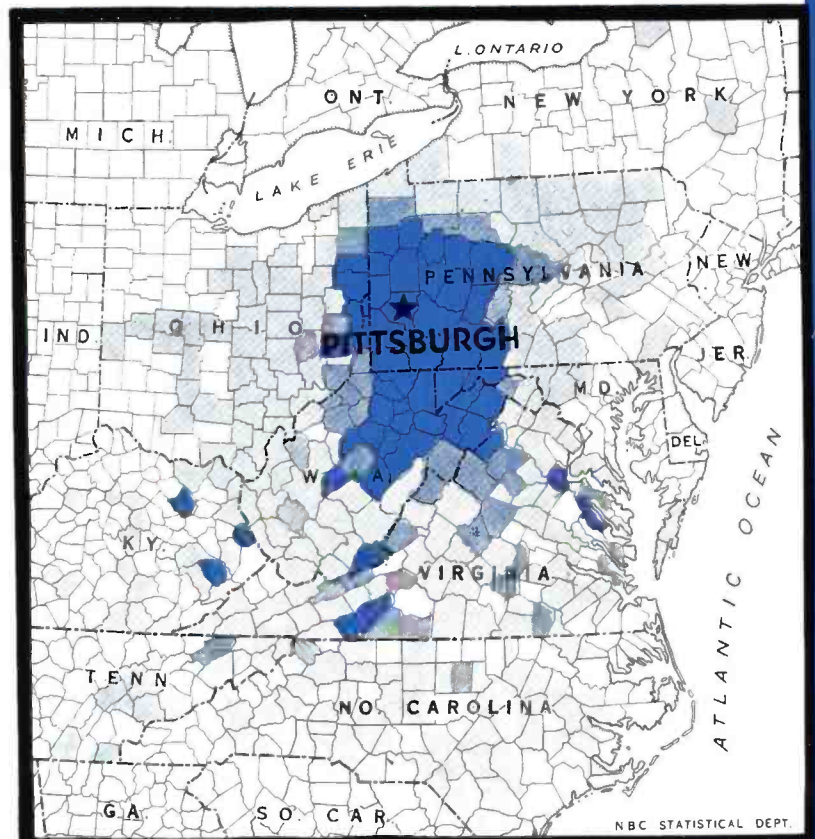 L. ONTARIO
ONT.
NEW YORK
MICH.
LAKE ERIE
PENNSYLVANIA
NEW
IND.
OHIO
PITTSBURGH
JER.
MD.
DEL.
W. VA.
KY.
VIRGINIA
ATLANTIC OCEAN
TENN
NO. CAROLINA
GA.
SO. CAR.
NBC STATISTICAL DEPT.